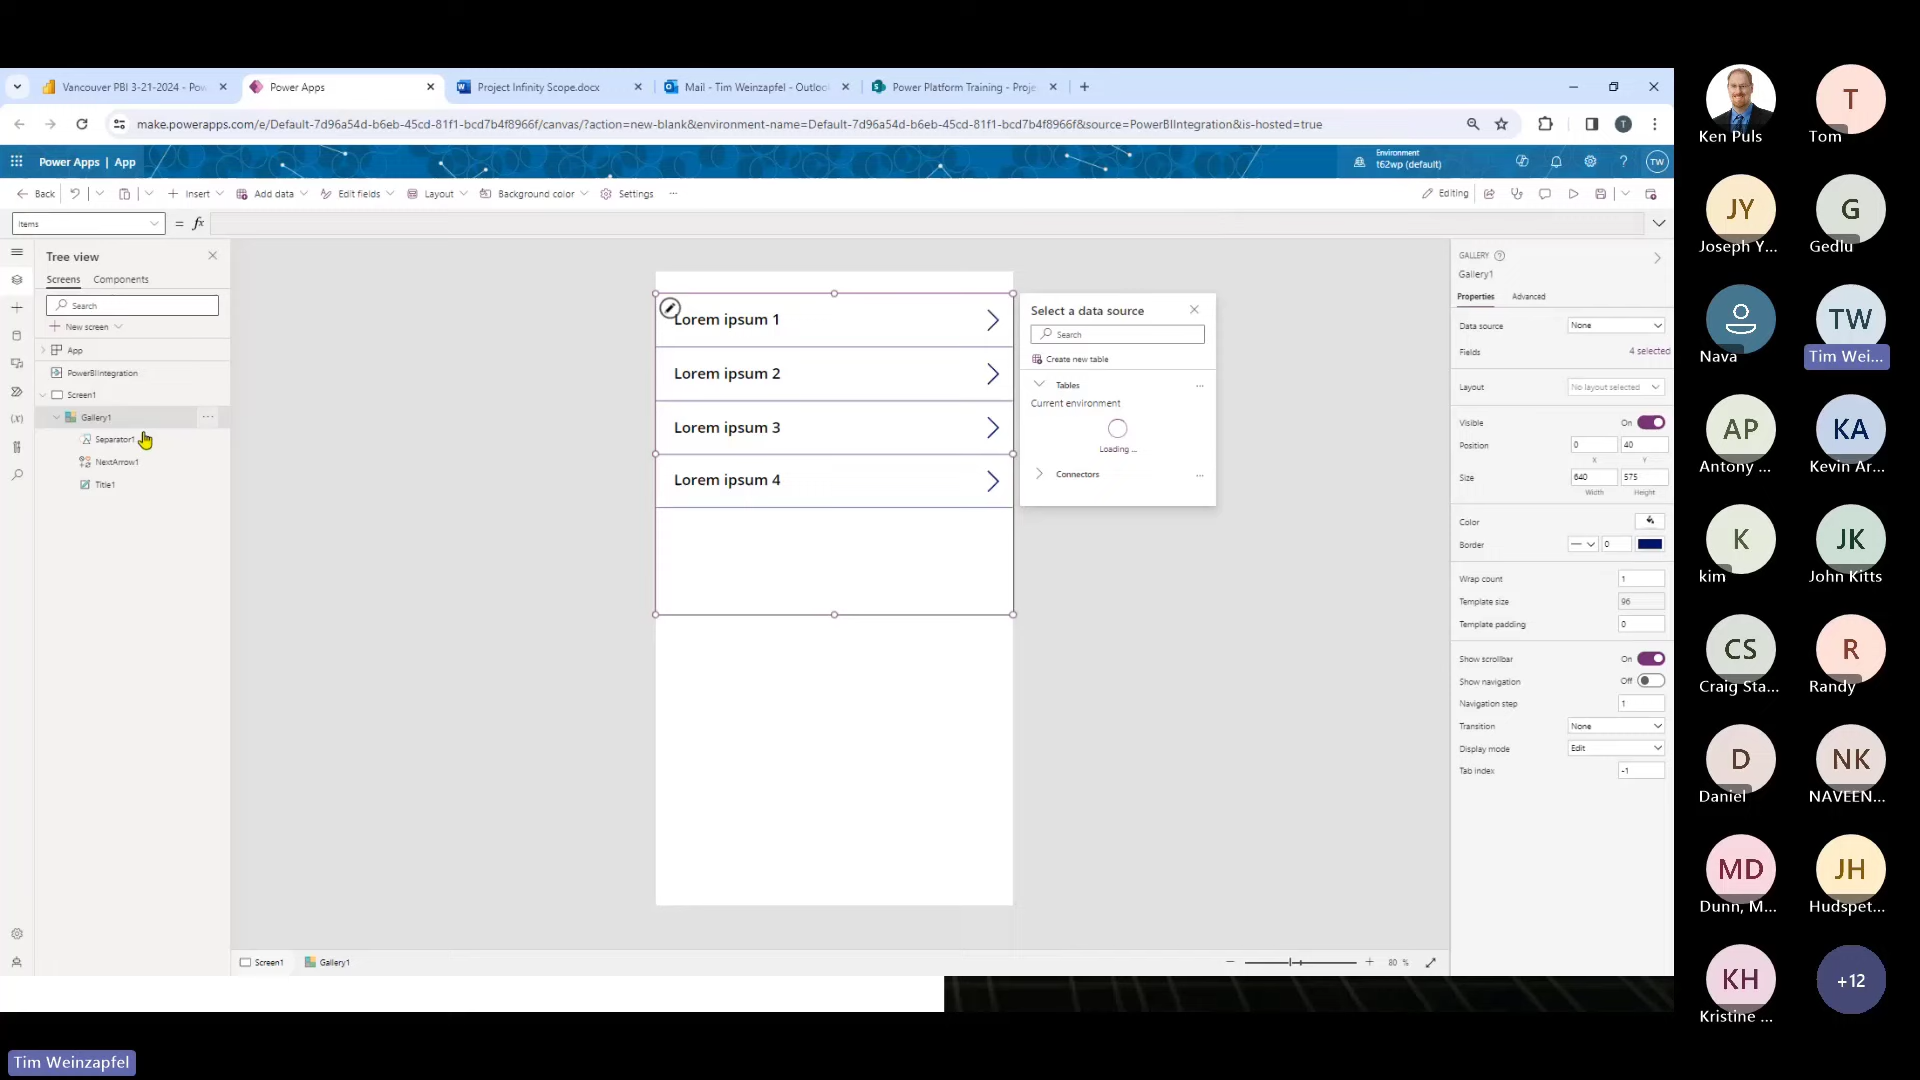 Vancouver PBI 3-21-2024 - Pow
Power Apps
Project Infinity Scope.docx
Mail - Tim Weinzapfel - Outlook
Power Platform Training - Proje
make.powerapps.com/e/Default-7d96a54d-b6eb-45cd-81f1-bcd7b4f8966f/canvas/?action=new-blank&environment-name=Default-7d96a54d-b6eb-45cd-81f1-bcd7b4f8966f&source=PowerBIIntegration&is-hosted=true
T
Power Apps | App
Environment
t62wp (default)
?
TW
Back
Insert
Add data
Edit fields
Layout
Background color
Settings
...
Editing
Items
= fx
Tree view
Screens
Components
Search
New screen
App
PowerBIIntegration
Screen1
Gallery1
...
Separator1
NextArrow1
Title1
Lorem ipsum 1
Lorem ipsum 2
Lorem ipsum 3
Lorem ipsum 4
Select a data source
Search
Create new table
Tables
...
Current environment
Loading ...
Connectors
...
GALLERY ?
Gallery1
Properties
Advanced
Data source
None
Fields
4 selected
Layout
No layout selected
Visible
On
Position
0
40
X
Y
Size
640
575
Width
Height
Color
Border
0
Wrap count
1
Template size
96
Template padding
0
Show scrollbar
On
Show navigation
Off
Navigation step
1
Transition
None
Display mode
Edit
Tab index
-1
Screen1
Gallery1
80 %
Ken Puls
T
Tom
JY
Joseph Y...
G
Gedlu
Nava
TW
Tim Wei...
AP
Antony ...
KA
Kevin Ar...
K
kim
JK
John Kitts
CS
Craig Sta...
R
Randy
D
Daniel
NK
NAVEEN...
MD
Dunn, M...
JH
Hudspet...
KH
Kristine ...
+12
Tim Weinzapfel